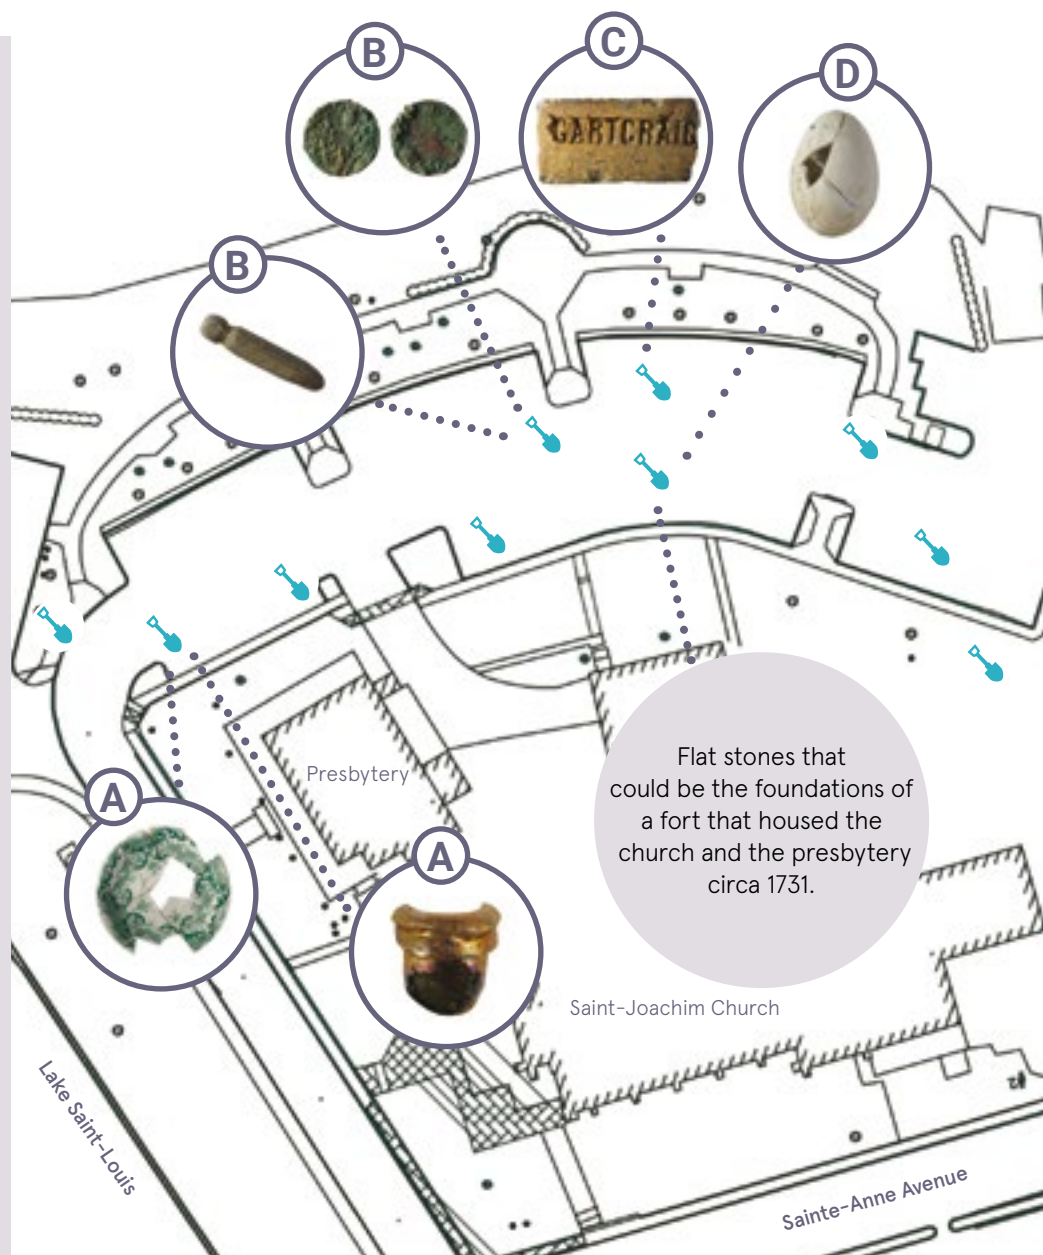 B
C
D
GARTCRAIG
B
Presbytery
Flat stones that
could be the foundations of
a fort that housed the
church and the presbytery
circa 1731.
A
A
Saint-Joachim Church
Lake Saint-Louis
Sainte-Anne Avenue